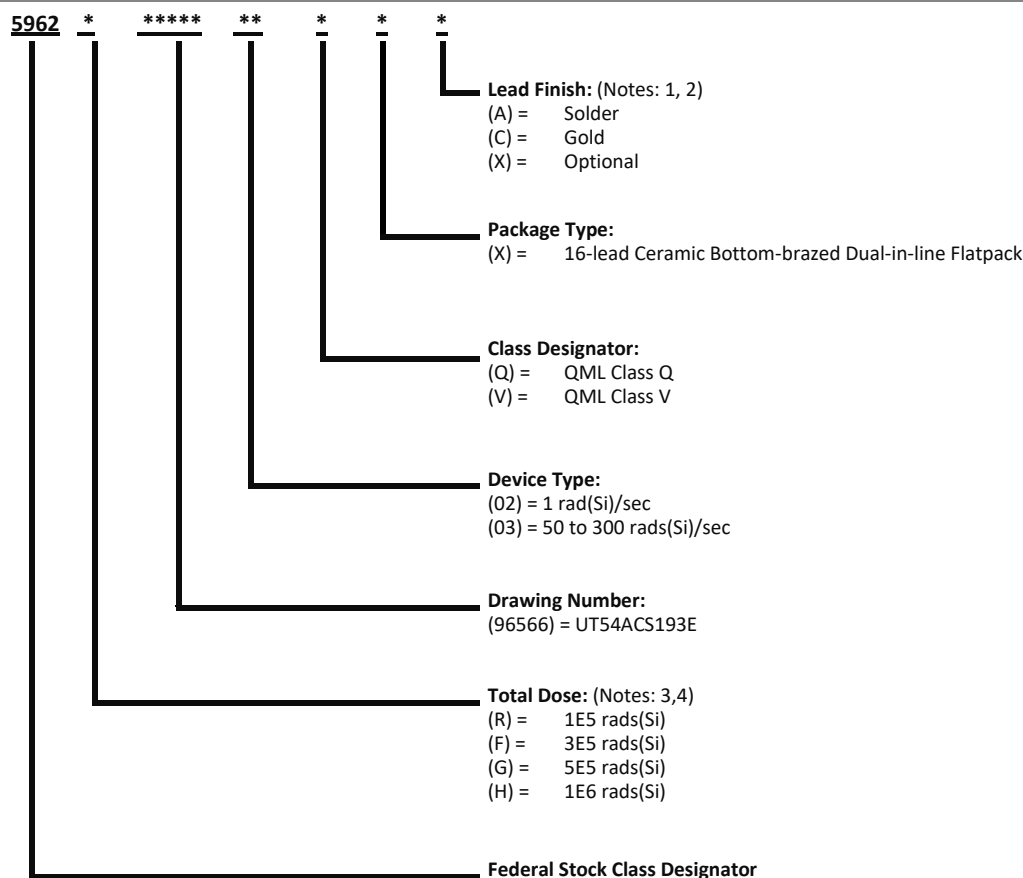 5962 * ***** ** * * *
Lead Finish: (Notes: 1, 2)
(A) = Solder
(C) = Gold
(X) = Optional
Package Type:
(X) = 16-lead Ceramic Bottom-brazed Dual-in-line Flatpack
Class Designator:
(Q) = QML Class Q
(V) = QML Class V
Device Type:
(02) = 1 rad(Si)/sec
(03) = 50 to 300 rads(Si)/sec
Drawing Number:
(96566) = UT54ACS193E
Total Dose: (Notes: 3,4)
(R) = 1E5 rads(Si)
(F) = 3E5 rads(Si)
(G) = 5E5 rads(Si)
(H) = 1E6 rads(Si)
Federal Stock Class Designator